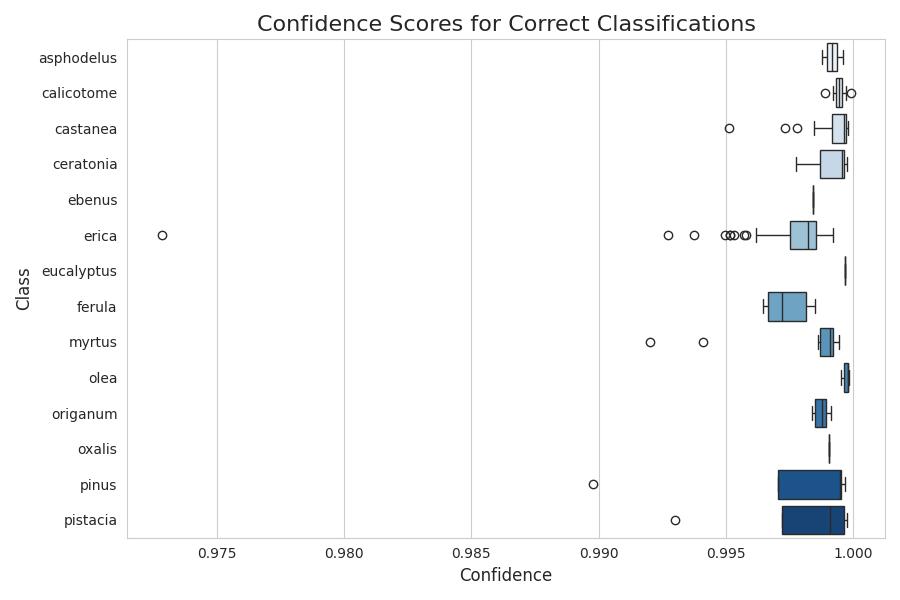 Confidence Scores for Correct Classifications
asphodelus
calicotome
castanea
ceratonia
ebenus
erica
eucalyptus
ferula
myrtus
olea
origanum
oxalis
pinus
pistacia
Class
0.975 0.980 0.985 0.990 0.995 1.000
Confidence